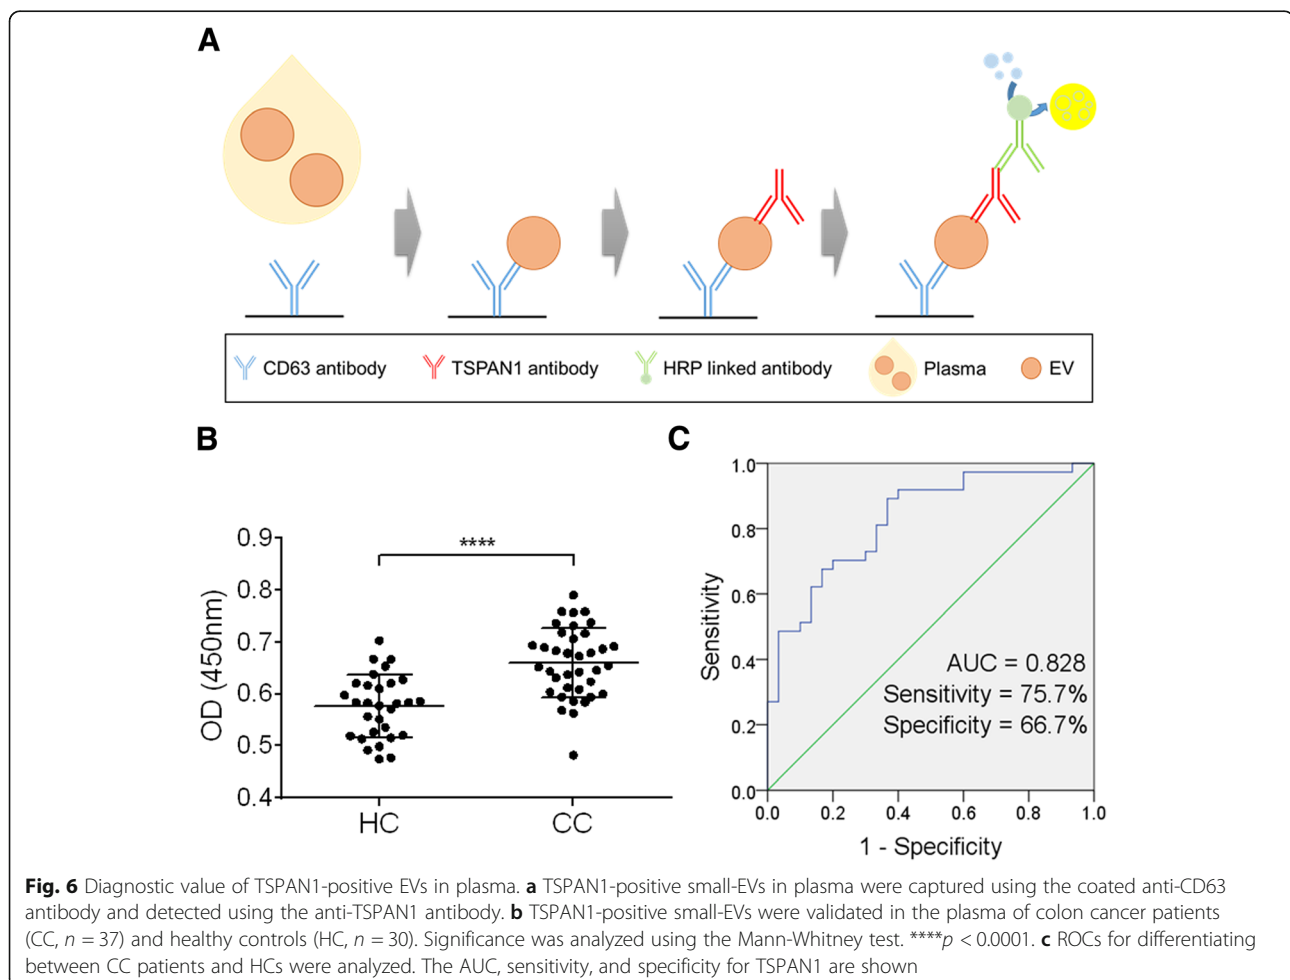 A
CD63 antibody
TSPAN1 antibody
HRP linked antibody
Plasma
EV
B
OD (450nm)
0.9
0.8
0.7
0.6
0.5
0.4
****
HC
CC
C
Sensitivity
1.0
0.8
0.6
0.4
0.2
0.0
AUC = 0.828
Sensitivity = 75.7%
Specificity = 66.7%
0.0 0.2 0.4 0.6 0.8 1.0
1 - Specificity
Fig. 6 Diagnostic value of TSPAN1-positive EVs in plasma. a TSPAN1-positive small-EVs in plasma were captured using the coated anti-CD63
antibody and detected using the anti-TSPAN1 antibody. b TSPAN1-positive small-EVs were validated in the plasma of colon cancer patients
(CC, n = 37) and healthy controls (HC, n = 30). Significance was analyzed using the Mann-Whitney test. ****p < 0.0001. c ROCs for differentiating
between CC patients and HCs were analyzed. The AUC, sensitivity, and specificity for TSPAN1 are shown